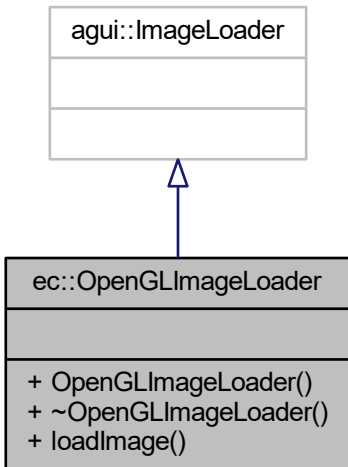 agui::ImageLoader
ec::OpenGLImageLoader
+ OpenGLImageLoader()
+ ~OpenGLImageLoader()
+ loadImage()